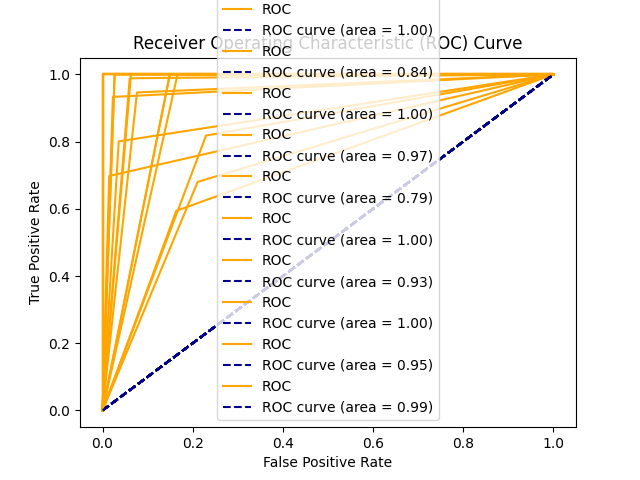 ROC
ROC curve (area = 1.00)
Receiver Operating Characteristic (ROC) Curve
ROC
ROC curve (area = 0.84)
ROC
ROC curve (area = 1.00)
ROC
ROC curve (area = 0.97)
ROC
ROC curve (area = 0.79)
ROC
ROC curve (area = 1.00)
ROC
ROC curve (area = 0.93)
ROC
ROC curve (area = 1.00)
ROC
ROC curve (area = 0.95)
ROC
ROC curve (area = 0.99)
True Positive Rate
1.0
0.8
0.6
0.4
0.2
0.0
0.0 0.2 0.4 0.6 0.8 1.0
False Positive Rate